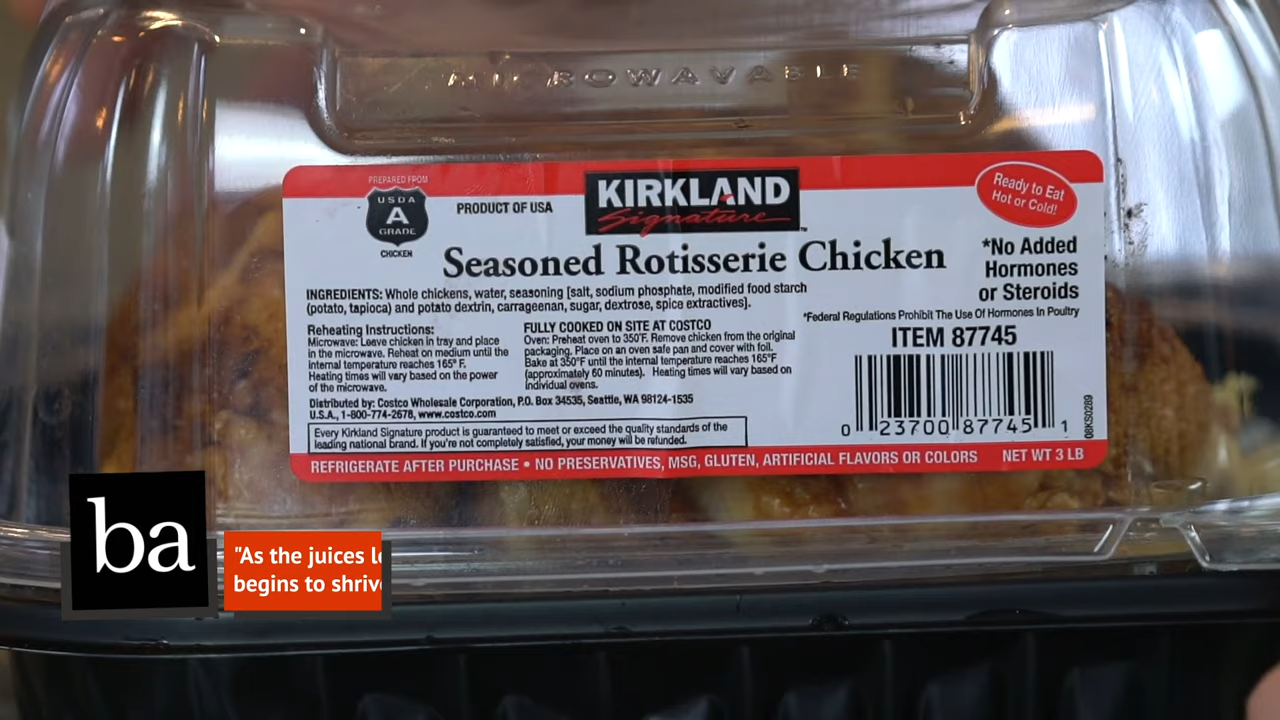 MICROWAVABLE
PREPARED FROM
USDA
A
GRADE
CHICKEN
PRODUCT OF USA
KIRKLAND
Signature
Ready to Eat
Hot or Cold!
Seasoned Rotisserie Chicken
*No Added
Hormones
or Steroids
INGREDIENTS: Whole chickens, water, seasoning [salt, sodium phosphate, modified food starch
(potato, tapioca) and potato dextrin, carrageenan, sugar, dextrose, spice extractives].
*Federal Regulations Prohibit The Use Of Hormones In Poultry
Reheating Instructions:
Microwave: Leave chicken in tray and place
in the microwave. Reheat on medium until the
internal temperature reaches 165° F.
Heating times will vary based on the power
of the microwave.
FULLY COOKED ON SITE AT COSTCO
Oven: Preheat oven to 350°F. Remove chicken from the original
packaging. Place on an oven safe pan and cover with foil.
Bake at 350°F until the internal temperature reaches 165°F
(approximately 60 minutes). Heating times will vary based on
individual ovens.
ITEM 87745
0 23700 87745 1
08KS0289
Distributed by: Costco Wholesale Corporation, P.O. Box 34535, Seattle, WA 98124-1535
U.S.A., 1-800-774-2678, www.costco.com
Every Kirkland Signature product is guaranteed to meet or exceed the quality standards of the
leading national brand. If you're not completely satisfied, your money will be refunded.
REFRIGERATE AFTER PURCHASE • NO PRESERVATIVES, MSG, GLUTEN, ARTIFICIAL FLAVORS OR COLORS NET WT 3 LB
ba
"As the juices
begins to